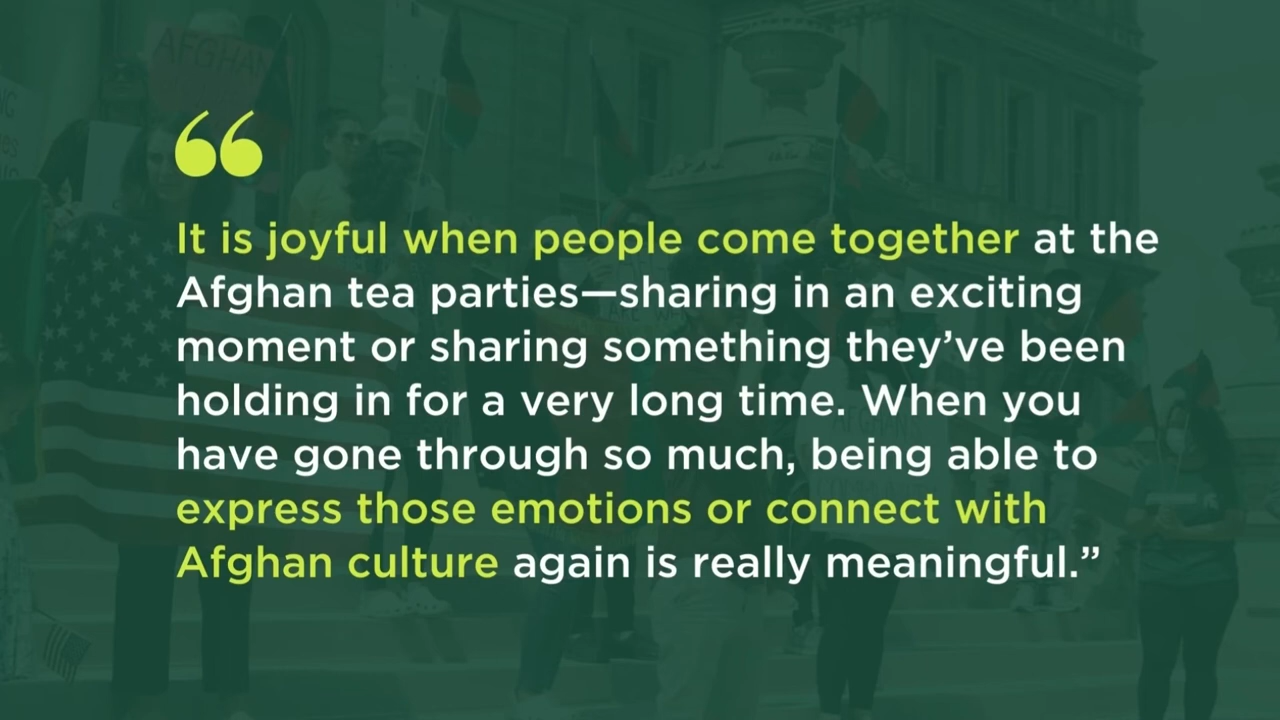 AFGHAN
“
It is joyful when people come together at the
Afghan tea parties—sharing in an exciting
moment or sharing something they’ve been
holding in for a very long time. When you
have gone through so much, being able to
express those emotions or connect with
Afghan culture again is really meaningful.”